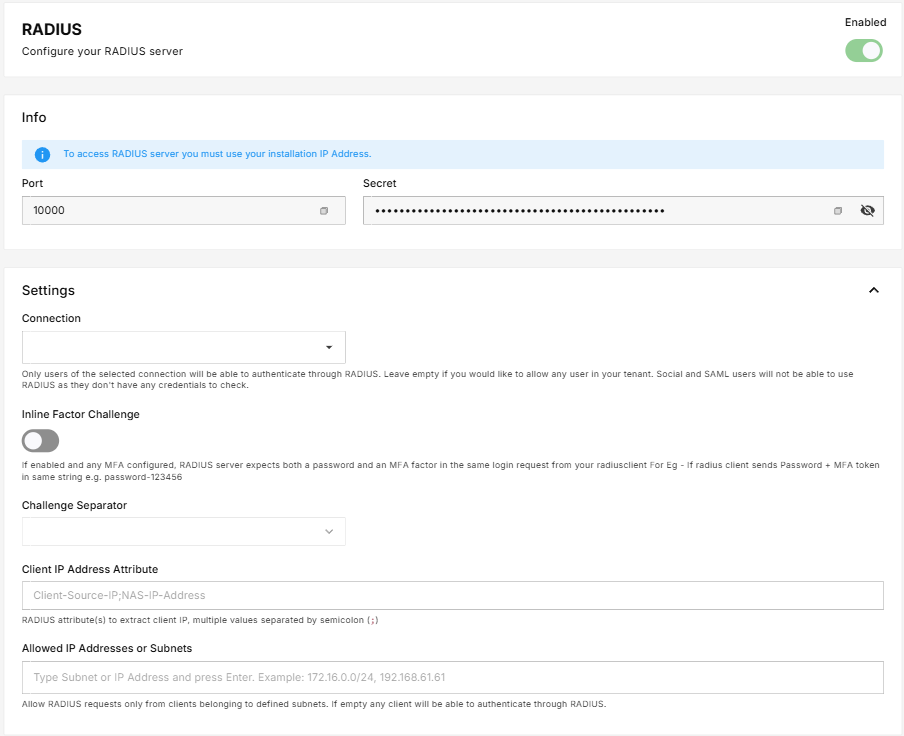 RADIUS
Configure your RADIUS server
Enabled
Info
To access RADIUS server you must use your installation IP Address.
Port
Secret
10000
••••••••••••••••••••••••••••••••••••••••••••••••
Settings
Connection
Only users of the selected connection will be able to authenticate through RADIUS. Leave empty if you would like to allow any user in your tenant. Social and SAML users will not be able to use
RADIUS as they don't have any credentials to check.
Inline Factor Challenge
If enabled and any MFA configured, RADIUS server expects both a password and an MFA factor in the same login request from your radiusclient For Eg - If radius client sends Password + MFA token
in same string e.g. password-123456
Challenge Separator
Client IP Address Attribute
Client-Source-IP;NAS-IP-Address
RADIUS attribute(s) to extract client IP, multiple values separated by semicolon (;)
Allowed IP Addresses or Subnets
Type Subnet or IP Address and press Enter. Example: 172.16.0.0/24, 192.168.61.61
Allow RADIUS requests only from clients belonging to defined subnets. If empty any client will be able to authenticate through RADIUS.